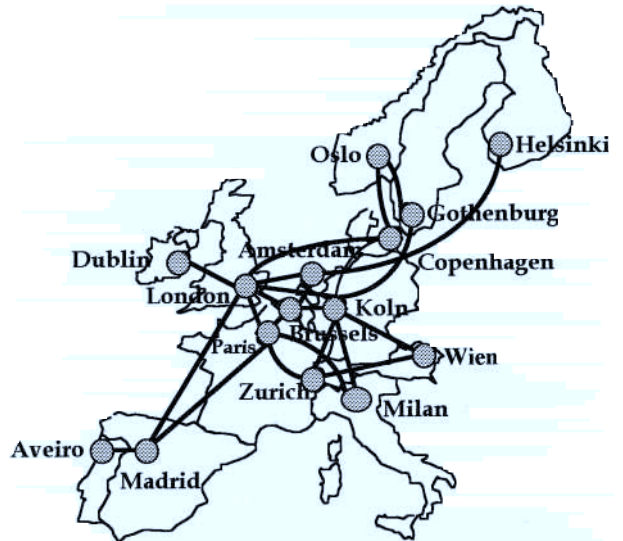 Oslo
Helsinki
Gothenburg
Dublin
Amsterdam
Copenhagen
London
Koln
Brussels
Paris
Wien
Zurich
Milan
Aveiro
Madrid